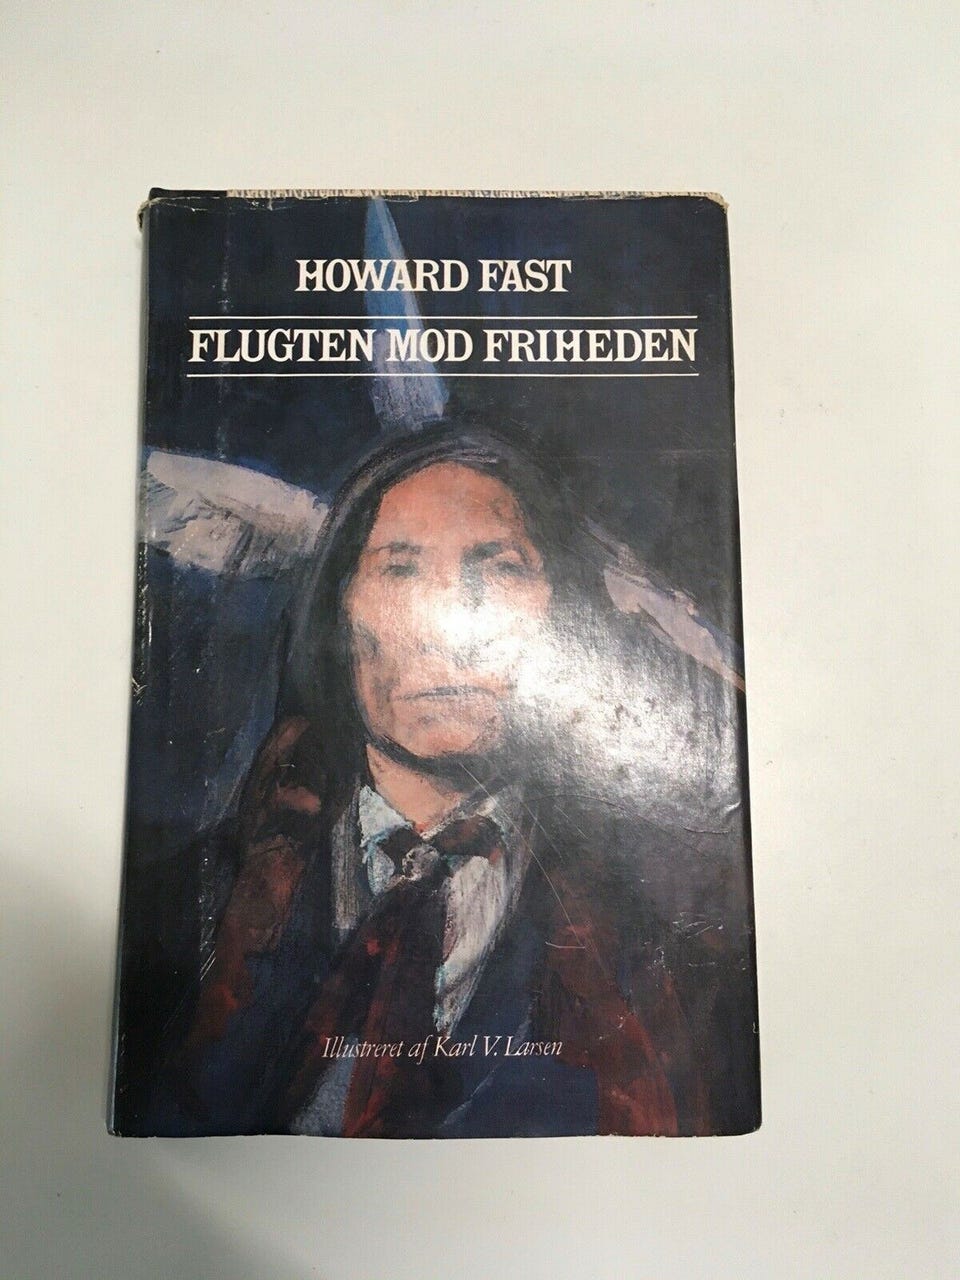 HOWARD FAST
FLUGTEN MOD FRIHEDEN
Illustreret af Karl V. Larsen